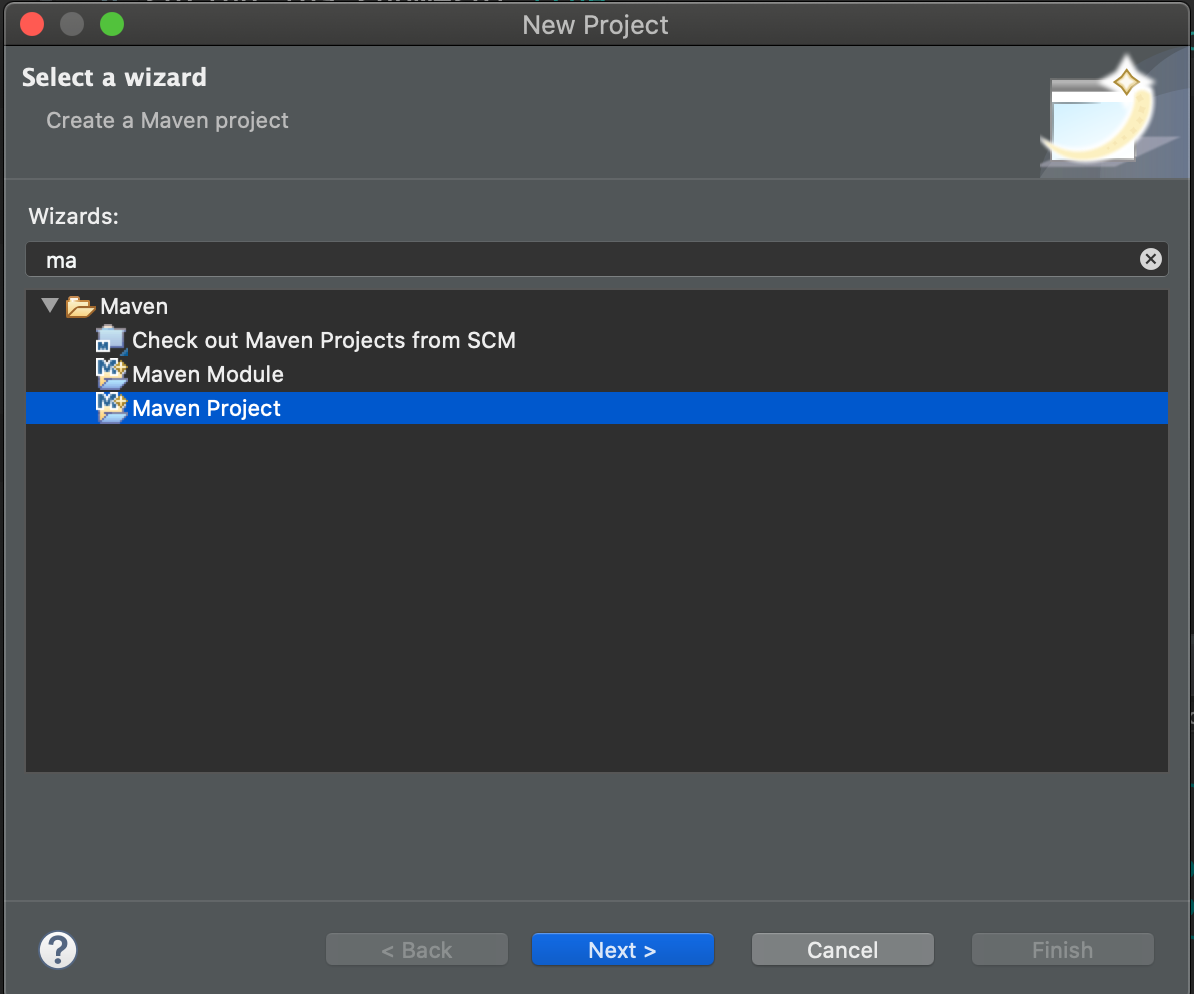 New Project
Select a wizard
Create a Maven project
Wizards:
ma
Maven
Check out Maven Projects from SCM
Maven Module
Maven Project
? < Back Next > Cancel Finish